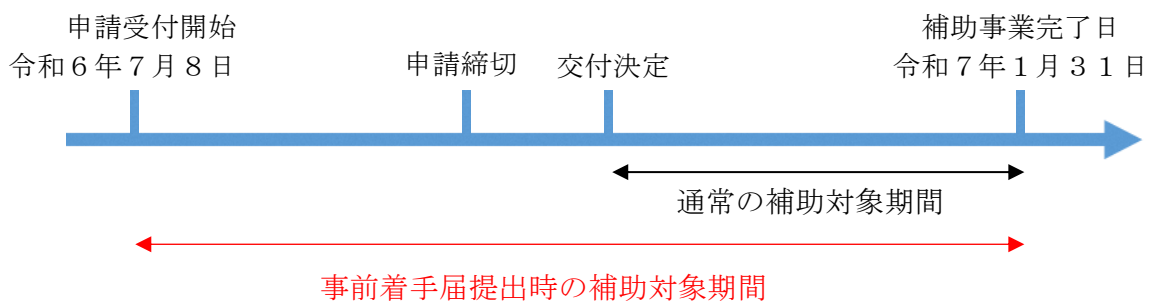 申請受付開始
令和６年７月８日
申請締切
交付決定
補助事業完了日
令和７年１月３１日
通常の補助対象期間
事前着手届提出時の補助対象期間